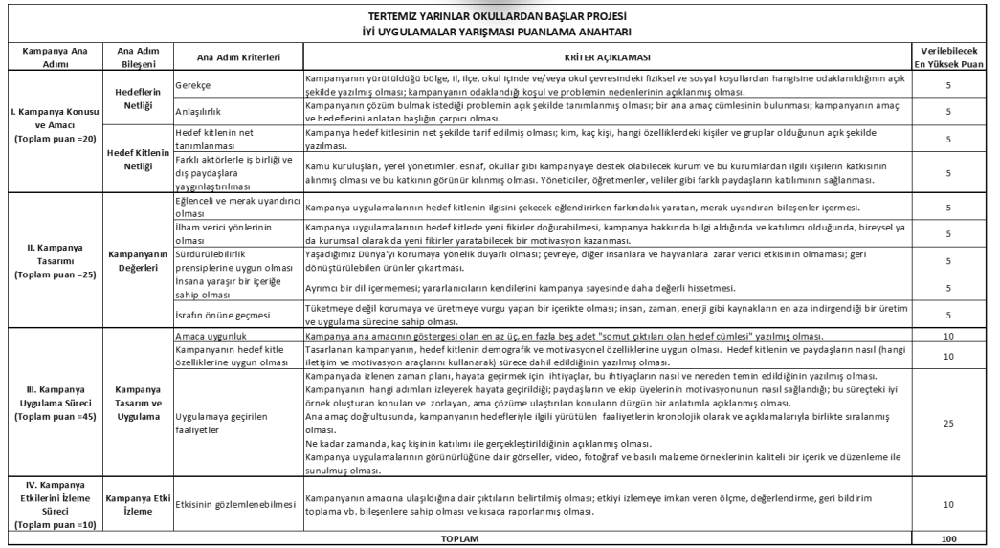 TERTEMİZ YARINLAR OKULLARDAN BAŞLAR PROJESİ
İYİ UYGULAMALAR YARIŞMASI PUANLAMA ANAHTARI
Kampanya Ana
Adımı
Ana Adım
Bileşeni
Ana Adım Kriterleri
KRİTER AÇIKLAMASI
Verilebilecek
En Yüksek Puan
I. Kampanya Konusu
ve Amacı
(Toplam puan =20)
Hedeflerin
Netliği
Gerekçe
Kampanyanın yürütüldüğü bölge, il, ilçe, okul içinde ve/veya okul çevresindeki fiziksel ve sosyal koşullardan hangisine odaklanıldığının açık
şekilde yazılmış olması; kampanyanın odaklandığı koşul ve problemin nedenlerinin açıklanmış olması.
5
Anlaşılırlık
Kampanyanın çözüm bulmak istediği problemin açık şekilde tanımlanmış olması; bir ana amaç cümlesinin bulunması; kampanyanın amaç
ve hedeflerini anlatan başlığın çarpıcı olması.
5
Hedef Kitlenin
Netliği
Hedef kitlenin net
tanımlanması
Kampanya hedef kitlesinin net şekilde tarif edilmiş olması; kim, kaç kişi, hangi özelliklerdeki kişiler ve gruplar olduğunun açık şekilde
yazılması.
5
Farklı aktörlerle iş birliği ve
dış paydaşlara
yaygınlaştırılması
Kamu kuruluşları, yerel yönetimler, esnaf, okullar gibi kampanyaya destek olabilecek kurum ve bu kurumlardan ilgili kişilerin katkısının
alınmış olması ve bu katkının görünür kılınmış olması. Yöneticiler, öğretmenler, veliler gibi farklı paydaşların katılımının sağlanması.
5
II. Kampanya
Tasarımı
(Toplam puan =25)
Kampanyanın
Değerleri
Eğlenceli ve merak uyandırıcı
olması
Kampanya uygulamalarının hedef kitlenin ilgisini çekecek eğlendirirken farkındalık yaratan, merak uyandıran bileşenler içermesi.
5
İlham verici yönlerinin
olması
Kampanya uygulamalarının hedef kitlede yeni fikirler doğurabilmesi, kampanya hakkında bilgi aldığında ve katılımcı olduğunda, bireysel ya
da kurumsal olarak da yeni fikirler yaratabilecek bir motivasyon kazanması.
5
Sürdürülebilirlik
prensiplerine uygun olması
Yaşadığımız Dünya'yı korumaya yönelik duyarlı olması; çevreye, diğer insanlara ve hayvanlara zarar verici etkisinin olmaması; geri
dönüştürülebilen ürünler çıkartması.
5
İnsana yaraşır bir içeriğe
sahip olması
Ayrımcı bir dil içermemesi; yararlanıcıların kendilerini kampanya sayesinde daha değerli hissetmesi.
5
İsrafın önüne geçmesi
Tüketmeye değil korumaya ve üretmeye vurgu yapan bir içerikte olması; insan, zaman, enerji gibi kaynakların en aza indirgendiği bir üretim
ve uygulama sürecine sahip olması.
5
III. Kampanya
Uygulama Süreci
(Toplam puan =45)
Kampanya
Tasarım ve
Uygulama
Amaca uygunluk
Kampanya ana amacının göstergesi olan en az üç, en fazla beş adet "somut çıktıları olan hedef cümlesi" yazılmış olması.
10
Kampanyanın hedef kitle
özelliklerine uygun olması
Tasarlanan kampanyanın, hedef kitlenin demografik ve motivasyonel özelliklerine uygun olması. Hedef kitlenin ve paydaşların nasıl (hangi
iletişim ve motivasyon araçlarını kullanarak) sürece dahil edildiğinin yazılmış olması.
10
Uygulamaya geçirilen
faaliyetler
Kampanyada izlenen zaman planı, hayata geçirmek için ihtiyaçlar, bu ihtiyaçların nasıl ve nereden temin edildiğinin yazılmış olması.
Kampanyanın hangi adımları izleyerek hayata geçirildiği; paydaşların ve ekip üyelerinin motivasyonunun nasıl sağlandığı; bu süreçteki iyi
örnek oluşturan konuları ve zorlayan, ama çözüme ulaştırılan konuların düzgün bir anlatımla açıklanmış olması.
Ana amaç doğrultusunda, kampanyanın hedefleriyle ilgili yürütülen faaliyetlerin kronolojik olarak ve açıklamalarıyla birlikte sıralanmış
olması.
Ne kadar zamanda, kaç kişinin katılımı ile gerçekleştirildiğinin açıklanmış olması.
Kampanya uygulamalarının görünürlüğüne dair görseller, video, fotoğraf ve basılı malzeme örneklerinin kaliteli bir içerik ve düzenleme ile
sunulmuş olması.
25
IV. Kampanya
Etkilerini İzleme
Süreci
(Toplam puan =10)
Kampanya Etki
İzleme
Etkisinin gözlemlenebilmesi
Kampanyanın amacına ulaşıldığına dair çıktıların belirtilmiş olması; etkiyi izlemeye imkan veren ölçme, değerlendirme, geri bildirim
toplama vb. bileşenlere sahip olması ve kısaca raporlanmış olması.
10
TOPLAM
100